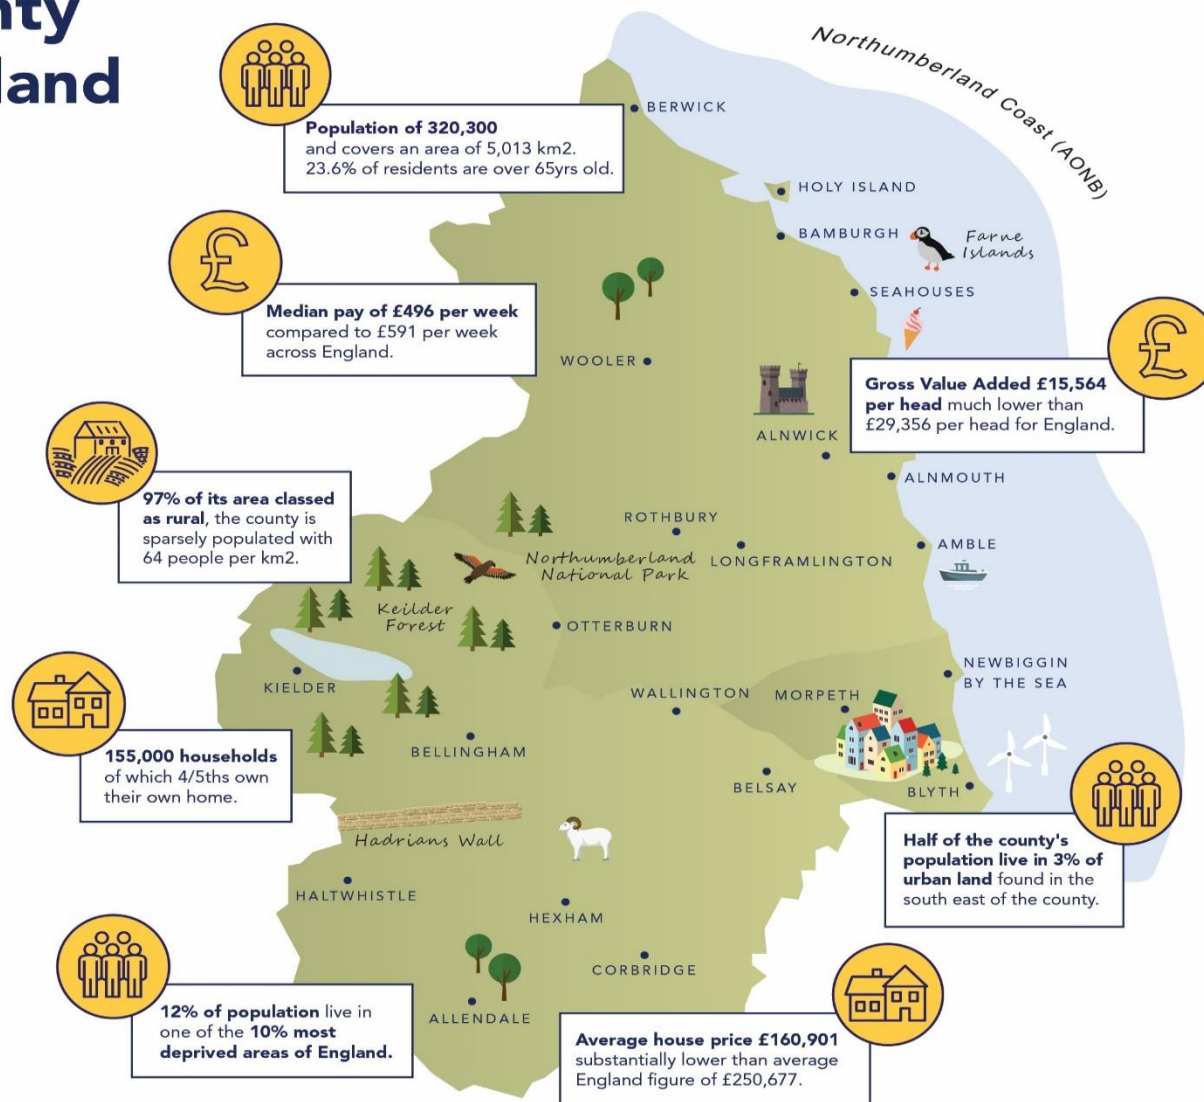 Northumberland Coast (AONB)
BERWICK
Population of 320,300
and covers an area of 5,013 km2.
23.6% of residents are over 65yrs old.
HOLY ISLAND
BAMBURGH
Farne
Islands
SEAHOUSES
£
Median pay of £496 per week
compared to £591 per week
across England.
WOOLER
£
Gross Value Added £15,564
per head much lower than
£29,356 per head for England.
ALNWICK
ALNMOUTH
97% of its area classed
as rural, the county is
sparsely populated with
64 people per km2.
ROTHBURY
LONGFRAMLINGTON
AMBLE
Northumberland
National Park
Keilder
Forest
OTTERBURN
KIELDER
NEWBIGGIN
BY THE SEA
WALLINGTON
MORPETH
155,000 households
of which 4/5ths own
their own home.
BELLINGHAM
BELSAY
BLYTH
Hadrians Wall
Half of the county's
population live in 3% of
urban land found in the
south east of the county.
HALTWHISTLE
HEXHAM
CORBRIDGE
ALLENDALE
12% of population live in
one of the 10% most
deprived areas of England.
Average house price £160,901
substantially lower than average
England figure of £250,677.